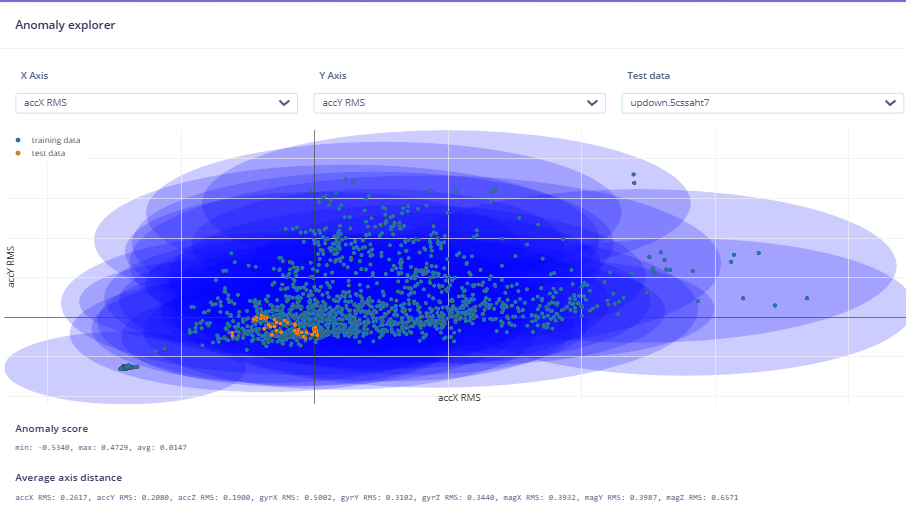 Anomaly explorer
X Axis
Y Axis
Test data
accX RMS
accY RMS
updown.5cssaht7
training data
test data
accY RMS
accX RMS
Anomaly score
min: -0.5340, max: 0.4729, avg: 0.0147
Average axis distance
accX RMS: 0.2617, accY RMS: 0.2080, accZ RMS: 0.1900, gyrX RMS: 0.5002, gyrY RMS: 0.3102, gyrZ RMS: 0.3440, magX RMS: 0.3932, magY RMS: 0.3987, magZ RMS: 0.6571